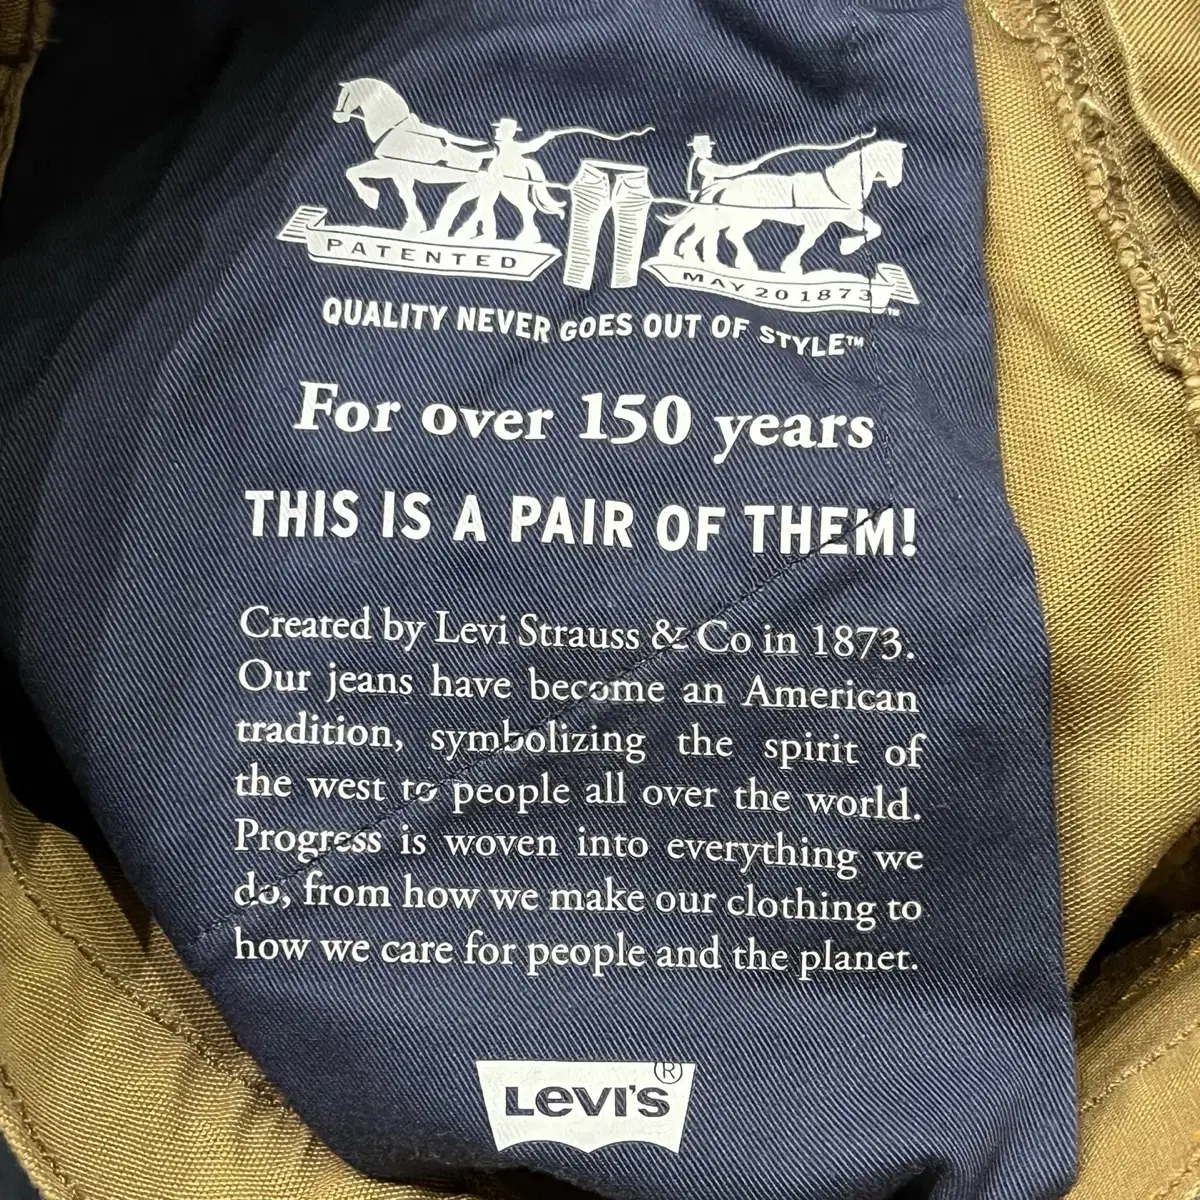 PATENTED
MAY 20 1873™
QUALITY NEVER GOES OUT OF STYLE™
For over 150 years
THIS IS A PAIR OF THEM!
Created by Levi Strauss & Co in 1873.
Our jeans have become an American
tradition, symbolizing the spirit of
the west to people all over the world.
Progress is woven into everything we
do, from how we make our clothing to
how we care for people and the planet.
LEVI'S®